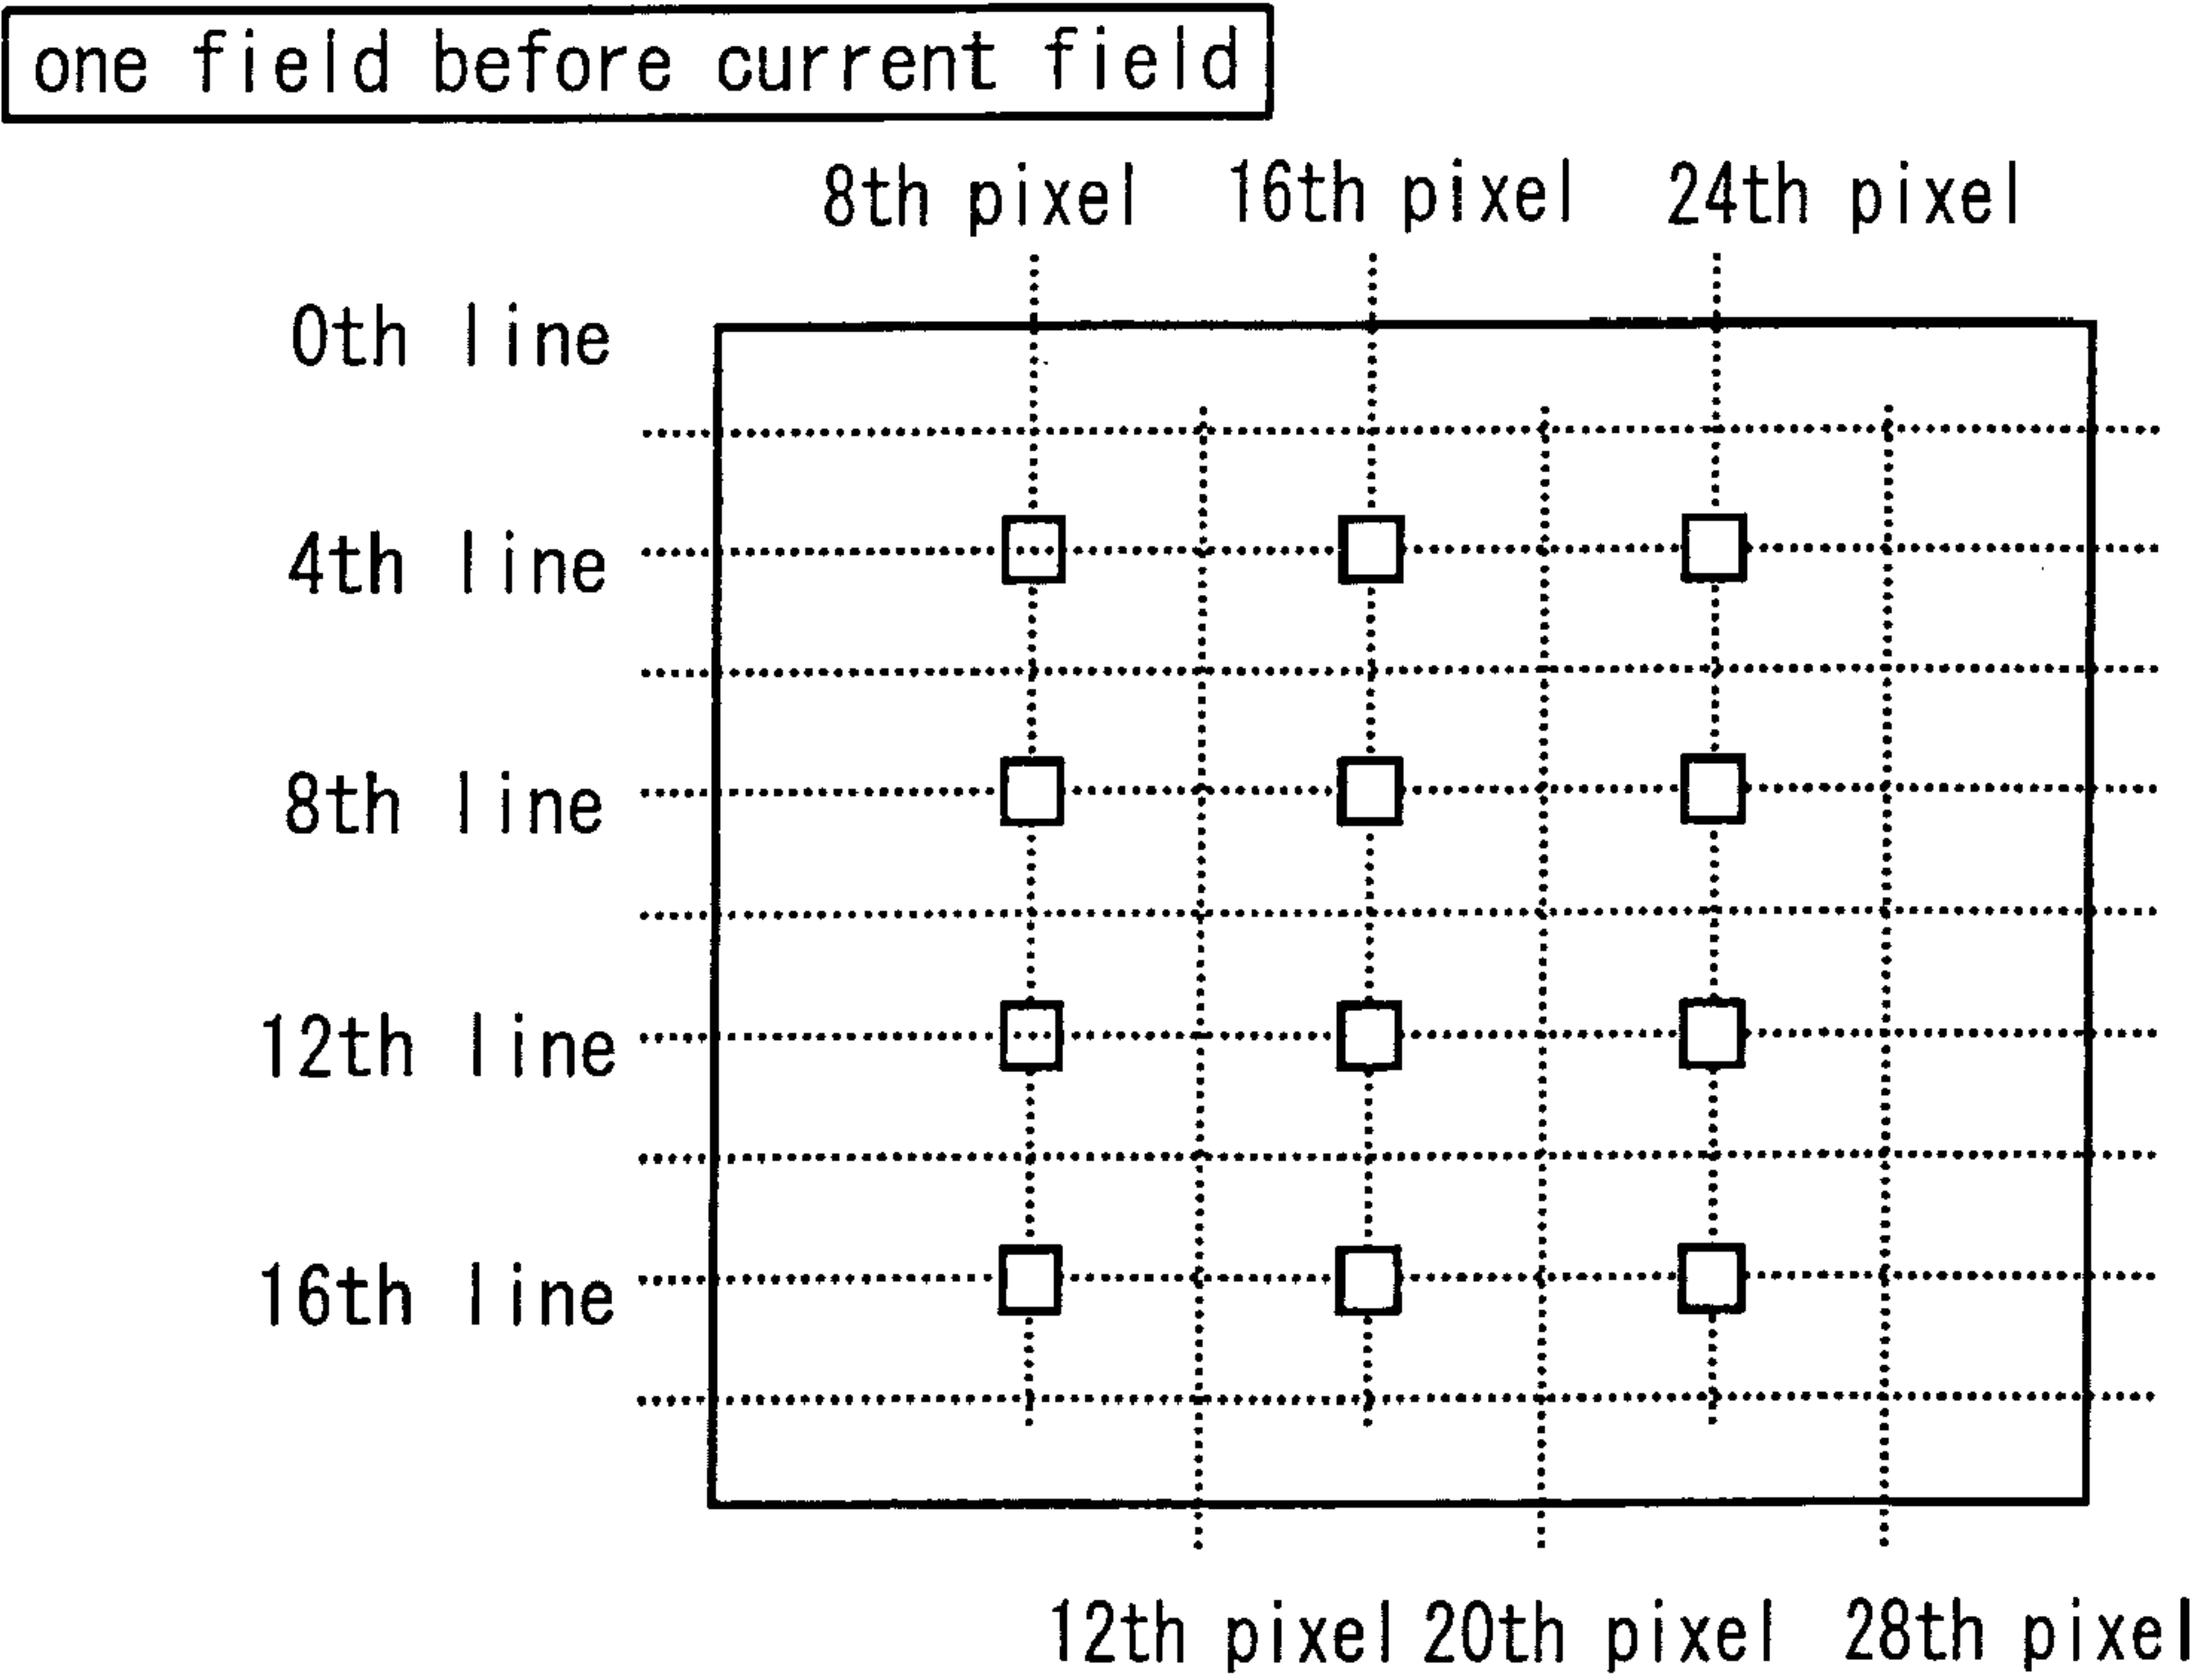 one field before current field
8th pixel 16th pixel 24th pixel
0th line
4th line
8th line
12th line
16th line
12th pixel 20th pixel 28th pixel